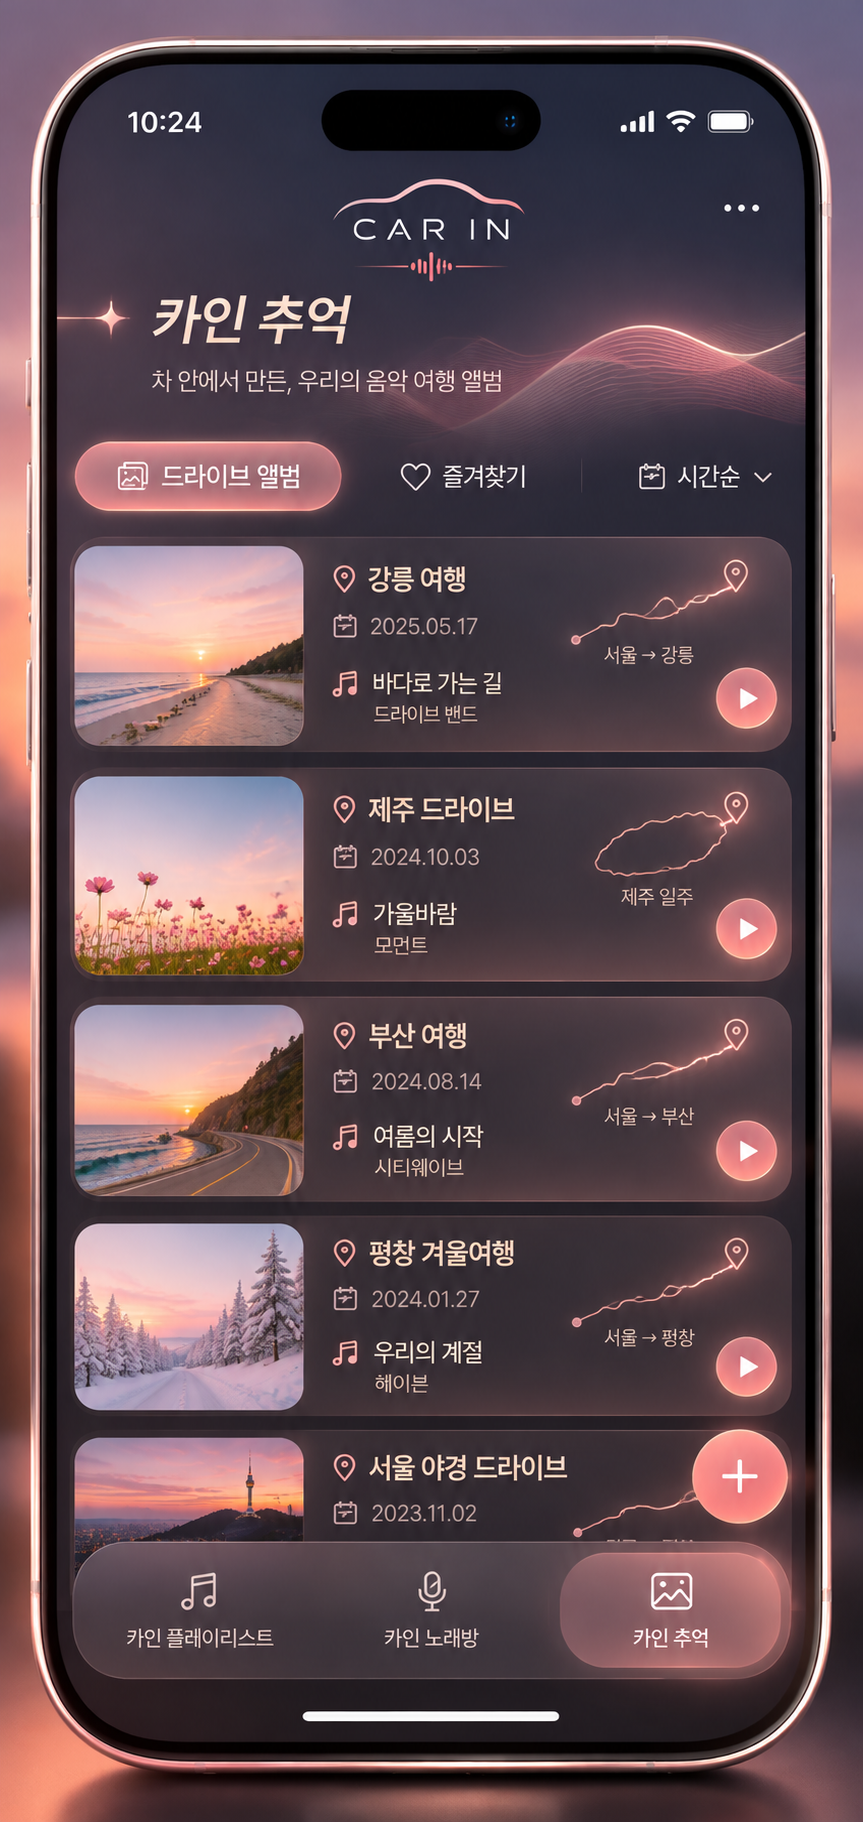 10:24
CAR IN
카인 추억
차 안에서 만든, 우리의 음악 여행 앨범
드라이브 앨범
즐겨찾기
시간순
강릉 여행
2025.05.17
바다로 가는 길
드라이브 밴드
서울 → 강릉
제주 드라이브
2024.10.03
가을바람
모먼트
제주 일주
부산 여행
2024.08.14
여름의 시작
시티웨이브
서울 → 부산
평창 겨울여행
2024.01.27
우리의 계절
헤이븐
서울 → 평창
서울 야경 드라이브
2023.11.02
카인 플레이리스트
카인 노래방
카인 추억